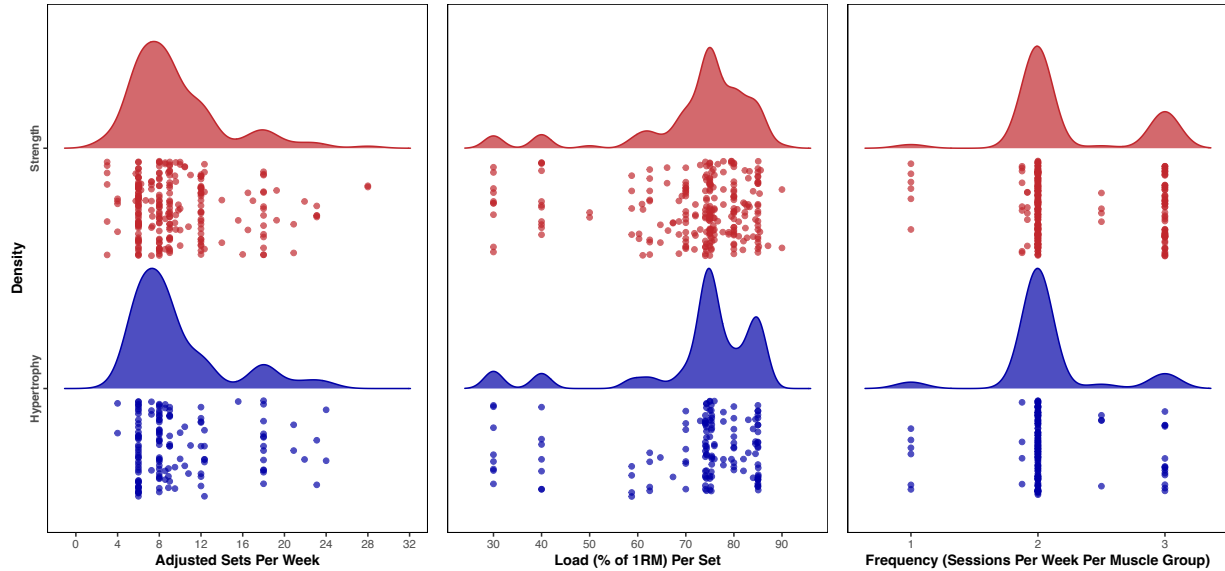 Density
Strength
Hypertrophy
0 4 8 12 16 20 24 28 32
Adjusted Sets Per Week
30 40 50 60 70 80 90
Load (% of 1RM) Per Set
1 2 3
Frequency (Sessions Per Week Per Muscle Group)